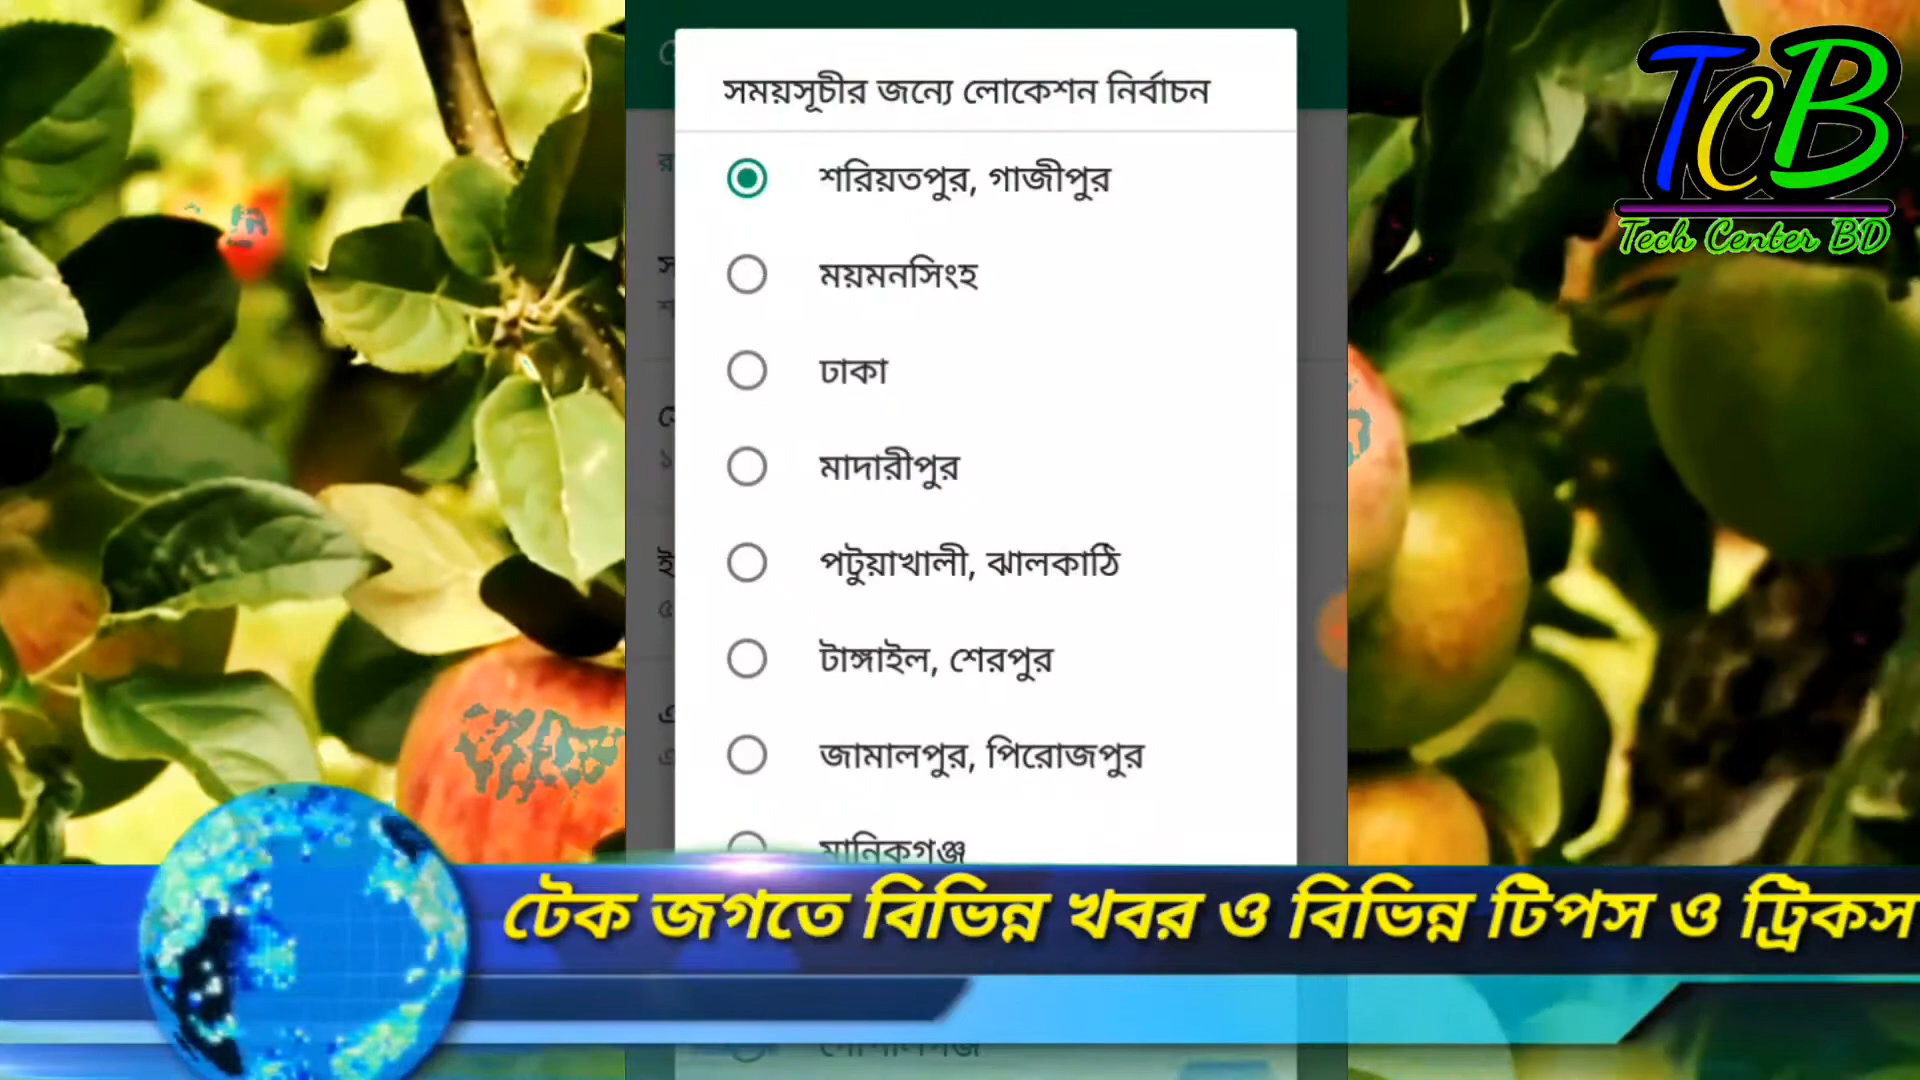 সময়সূচীর জন্যে লোকেশন নির্বাচন
শরিয়তপুর, গাজীপুর
ময়মনসিংহ
ঢাকা
মাদারীপুর
পটুয়াখালী, ঝালকাঠি
টাঙ্গাইল, শেরপুর
জামালপুর, পিরোজপুর
মানিকগঞ্জ
TCB
Tech Center BD
টেক জগতে বিভিন্ন খবর ও বিভিন্ন টিপস ও ট্রিকস